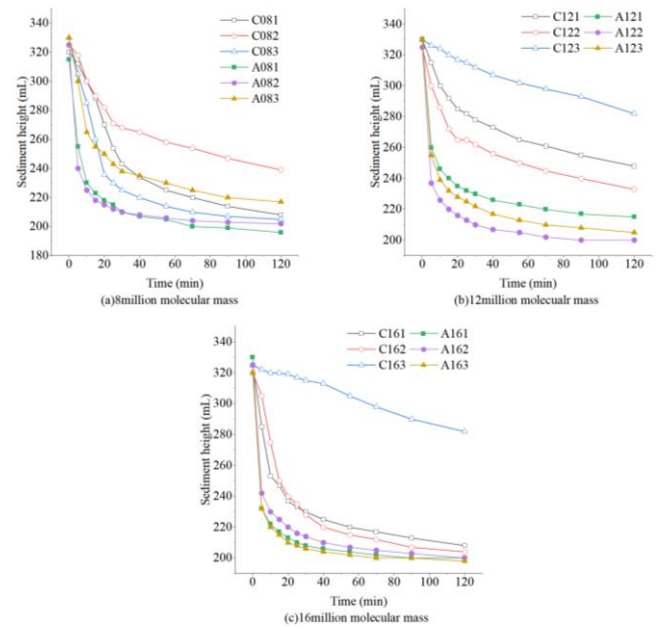 340
320
300
280
260
240
220
200
180
Sediment height (mL)
C081
C082
C083
A081
A082
A083
0 20 40 60 80 100 120
Time (min)
(a)8million molecular mass
340
320
300
280
260
240
220
200
Sediment height (mL)
C121 A121
C122 A122
C123 A123
0 20 40 60 80 100 120
Time (min)
(b)12million molecualr mass
340
320
300
280
260
240
220
200
Sediment height (mL)
C161 A161
C162 A162
C163 A163
0 20 40 60 80 100 120
Time (min)
(c)16million molecular mass